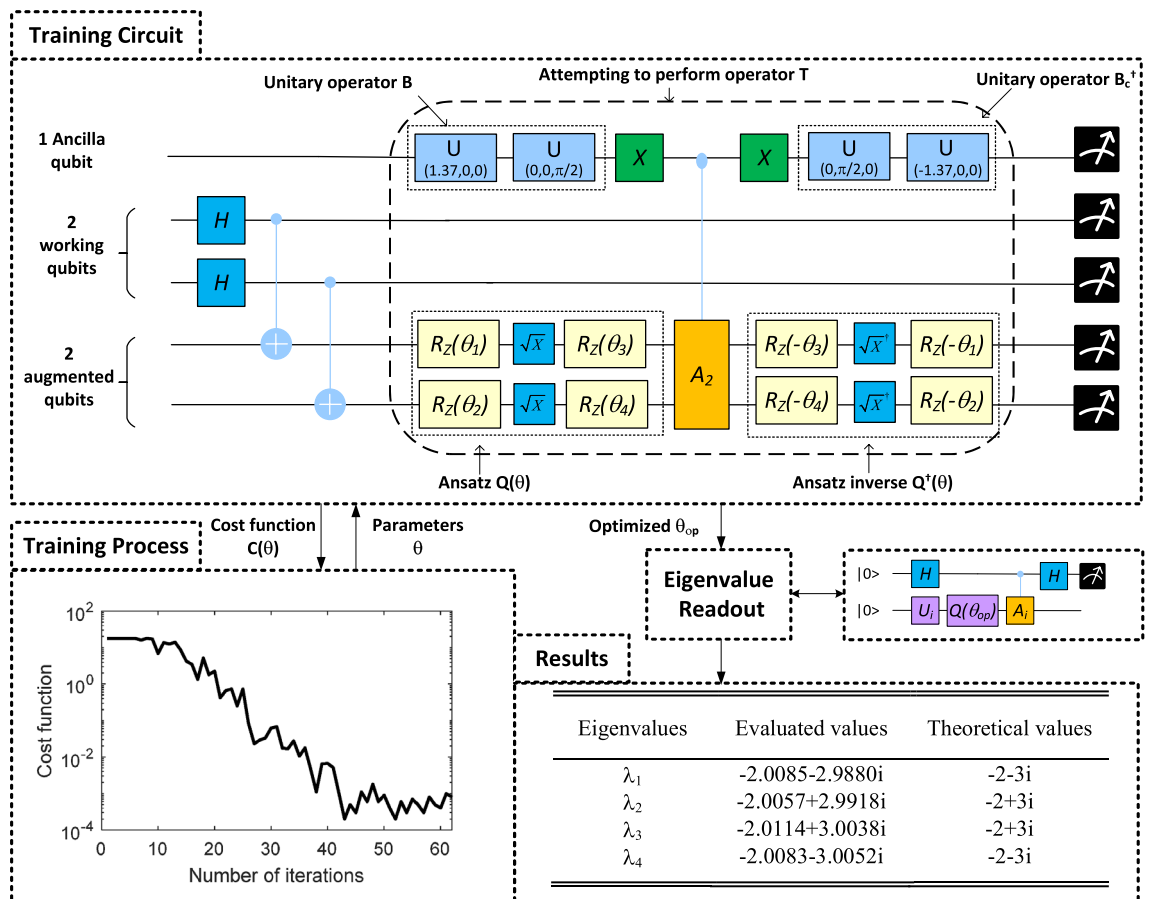 Training Circuit
Unitary operator B
Attempting to perform operator T
Unitary operator B_c†
1 Ancilla
qubit
U
(1.37,0,0)
U
(0,0,π/2)
X
X
U
(0,π/2,0)
U
(-1.37,0,0)
2
working
qubits
H
H
2
augmented
qubits
R_Z(θ_1)
√X
R_Z(θ_3)
A_2
R_Z(-θ_3)
√X†
R_Z(-θ_1)
R_Z(θ_2)
√X
R_Z(θ_4)
R_Z(-θ_4)
√X†
R_Z(-θ_2)
Ansatz Q(θ)
Ansatz inverse Q†(θ)
Training Process
Cost function
C(θ)
Parameters
θ
Optimized θ_op
Eigenvalue
Readout
|0> H H
|0> U_i Q(θ_op) A_i
10^2
10^0
10^-2
10^-4
Cost function
0 10 20 30 40 50 60
Number of iterations
Results
Eigenvalues Evaluated values Theoretical values
λ_1 -2.0085-2.9880i -2-3i
λ_2 -2.0057+2.9918i -2+3i
λ_3 -2.0114+3.0038i -2+3i
λ_4 -2.0083-3.0052i -2-3i